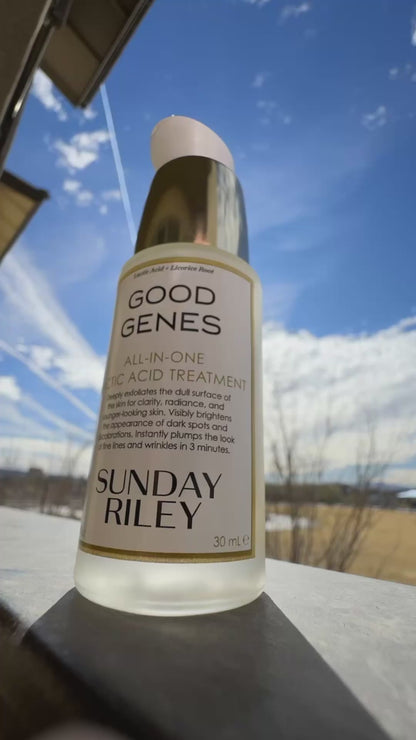 Lactic Acid + Licorice Root
GOOD
GENES
ALL-IN-ONE
CTIC ACID TREATMENT
Deeply exfoliates the dull surface of
the skin for clarity, radiance, and
younger-looking skin. Visibly brightens
the appearance of dark spots and
discolorations. Instantly plumps the look
of fine lines and wrinkles in 3 minutes.
SUNDAY
RILEY
30 mL ℮